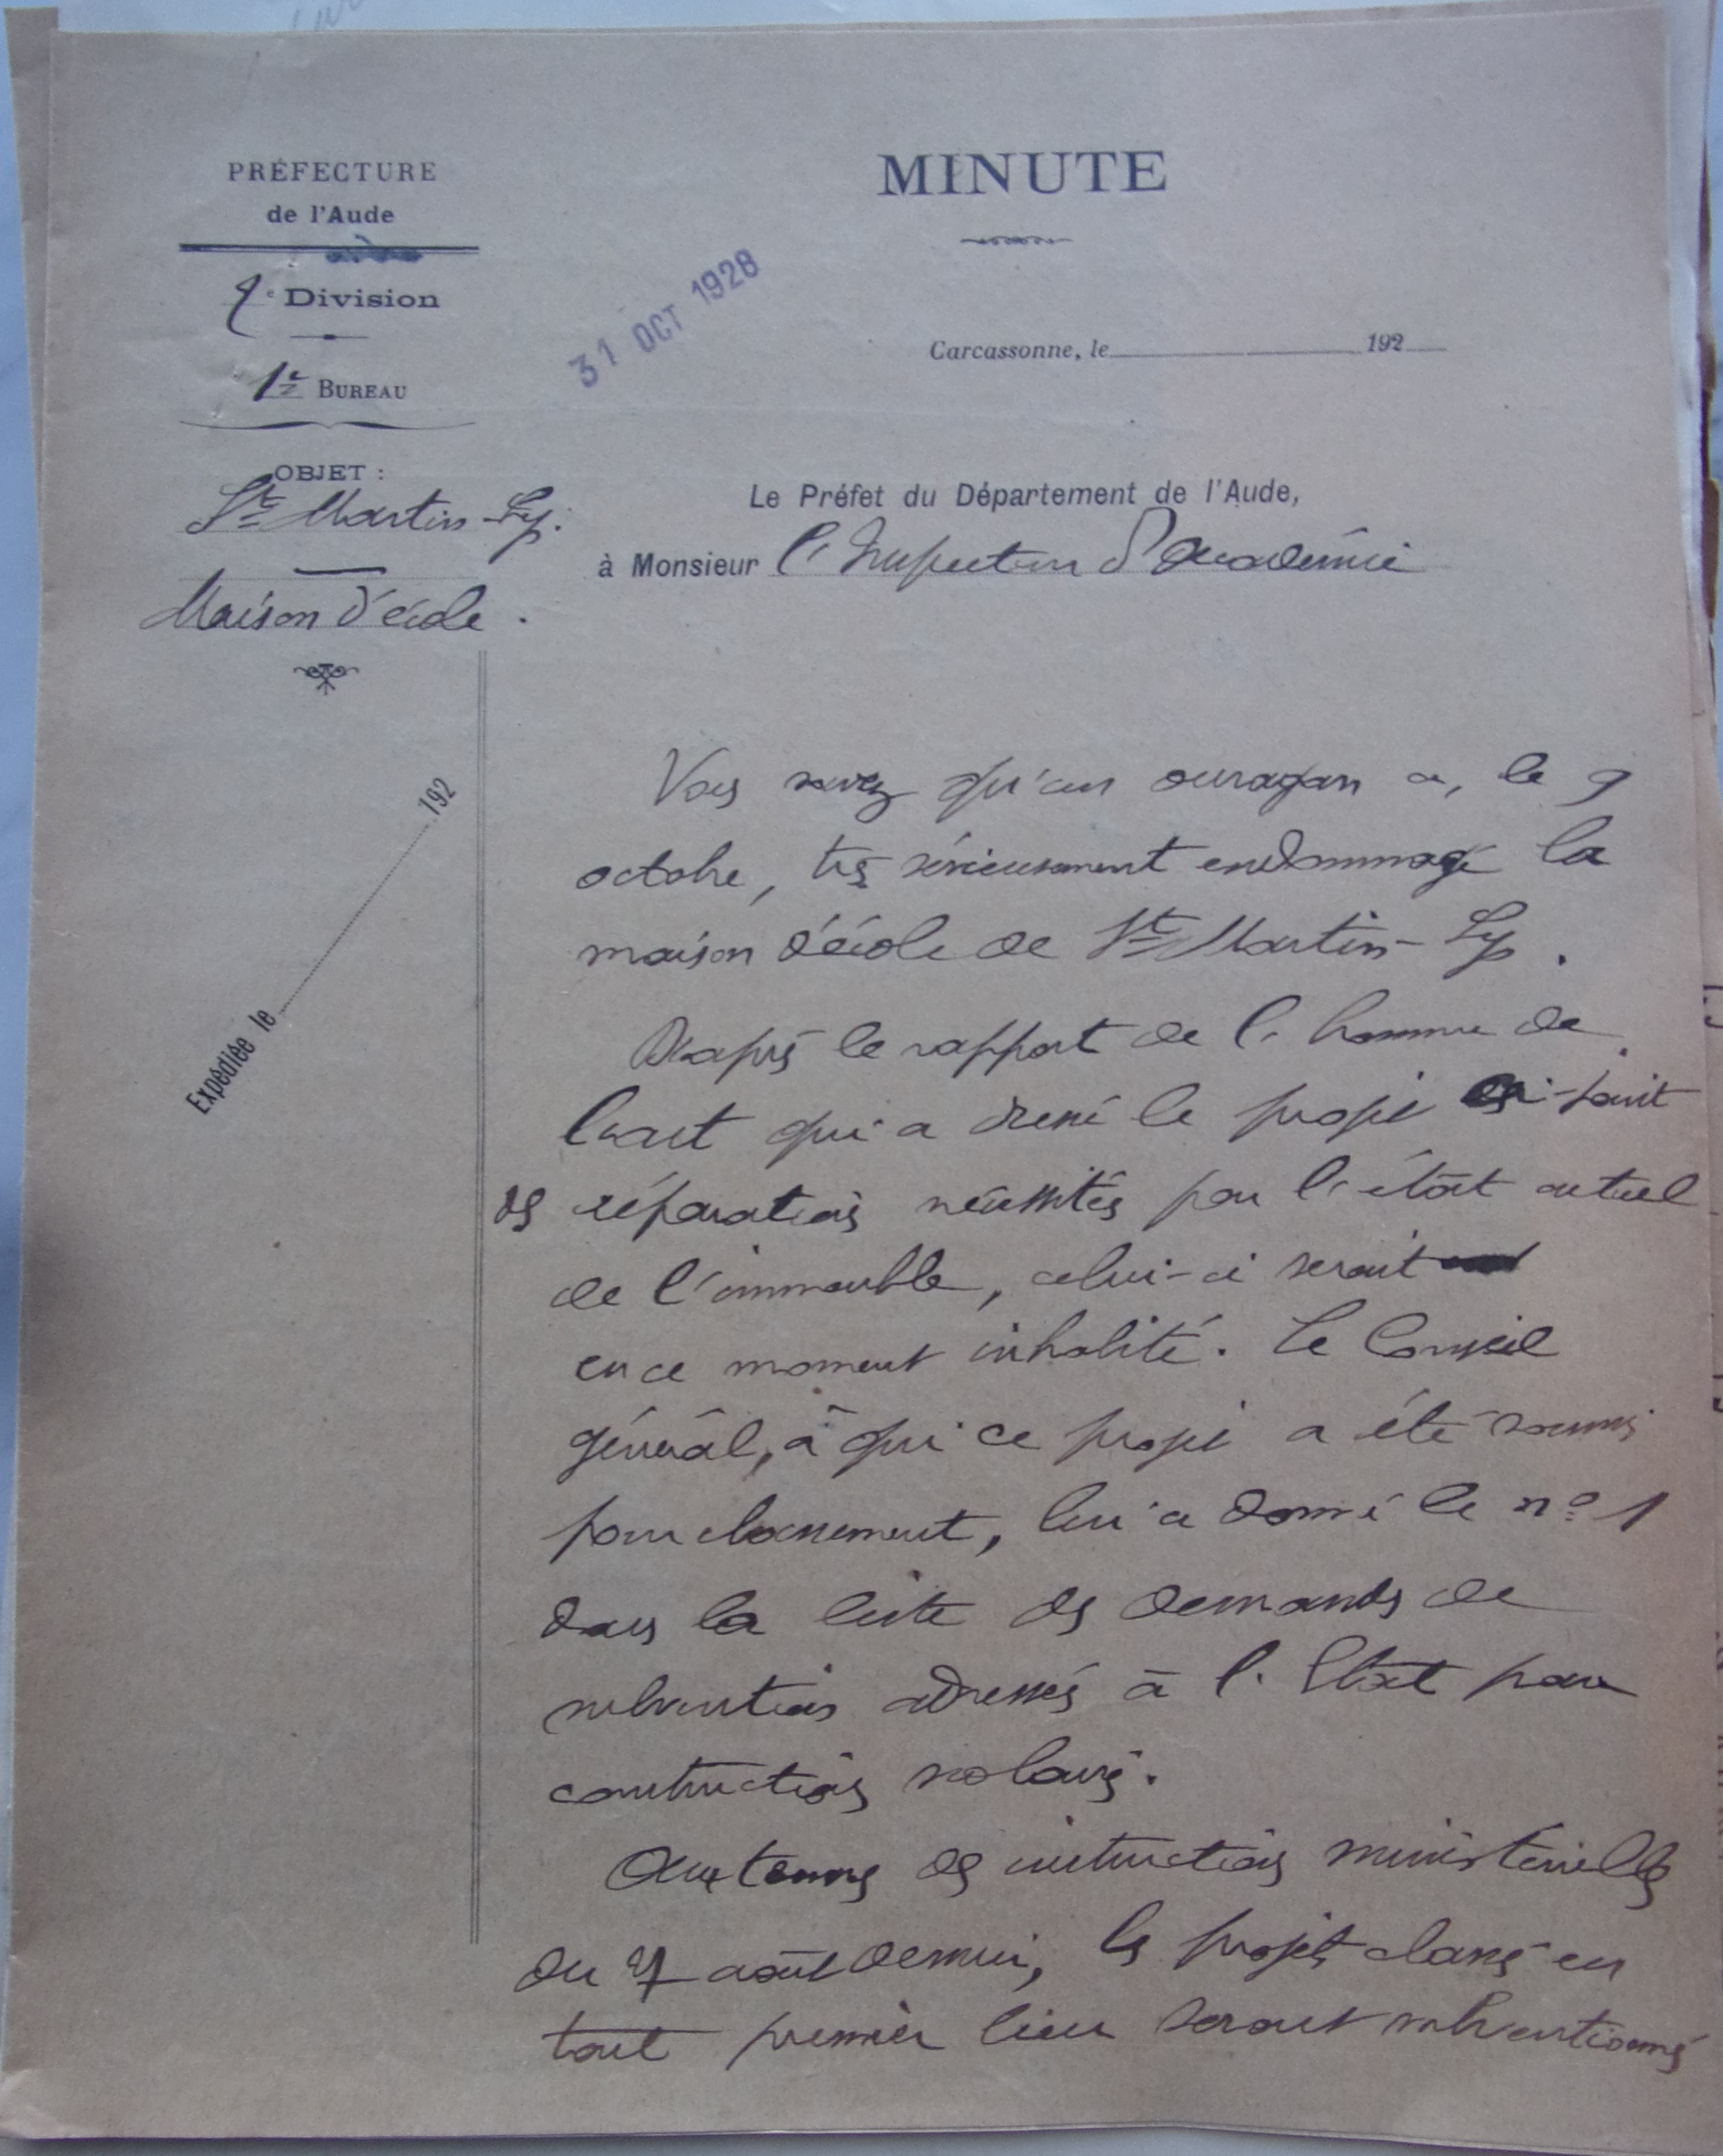 PRÉFECTURE
de l'Aude
2e Division
1er BUREAU
OBJET :
St Martin-Lys.
Maison d'école.
MINUTE
31 OCT 1928
Carcassonne, le 192
Le Préfet du Département de l'Aude,
à Monsieur l'Inspecteur d'Académie
Expédiée le 192
Vous savez qu'un ouragan a, le 9
octobre, très sérieusement endommagé la
maison d'école de St Martin-Lys.
D'après le rapport de l'homme de
l'art qui a dressé le projet ci-joint
des réparations nécessitées par l'état actuel
de l'immeuble, celui-ci serait
en ce moment inhabité. Le Conseil
général, à qui ce projet a été soumis
pour classement, lui a donné le n° 1
dans la liste des demandes de
subventions adressées à l'Etat pour
constructions scolaires.
Aux termes des instructions ministérielles
du août dernier, les projets classés en
tout premier lieu seront subventionnés